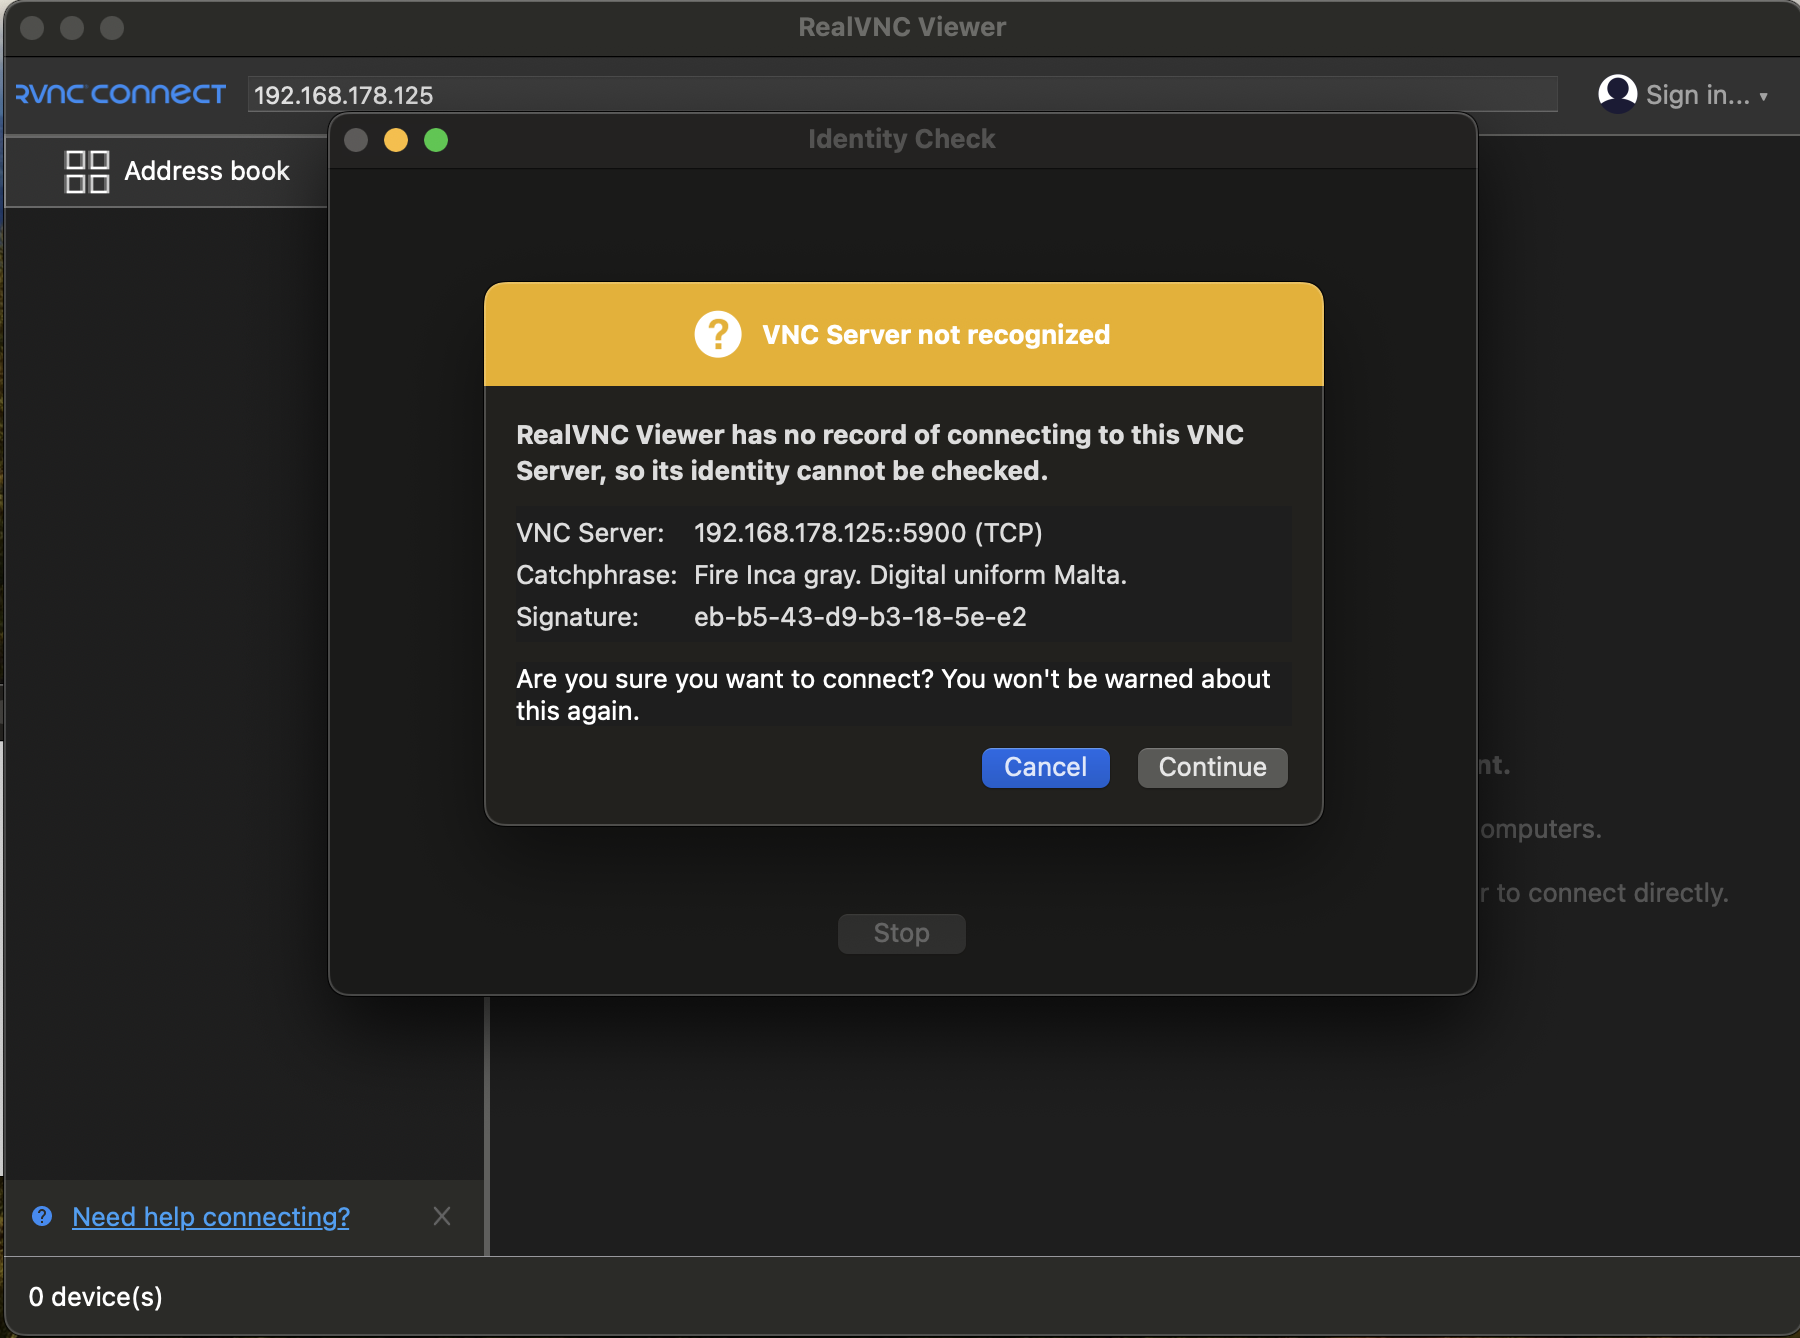 RealVNC Viewer
RVNC CONNECT
192.168.178.125
Sign in...
Address book
Identity Check
VNC Server not recognized
RealVNC Viewer has no record of connecting to this VNC
Server, so its identity cannot be checked.
VNC Server: 192.168.178.125::5900 (TCP)
Catchphrase: Fire Inca gray. Digital uniform Malta.
Signature: eb-b5-43-d9-b3-18-5e-e2
Are you sure you want to connect? You won't be warned about
this again.
Cancel Continue
nt.
omputers.
r to connect directly.
Stop
Need help connecting?
0 device(s)